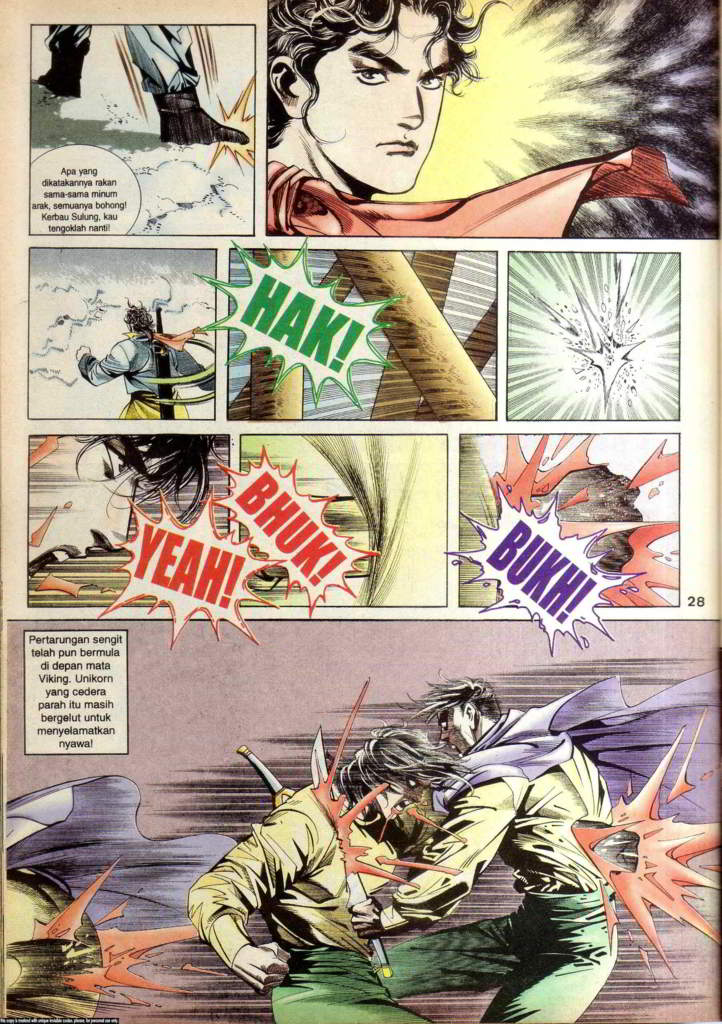 Apa yang
dikatakannya rakan
sama-sama minum
arak, semuanya bohong!
Kerbau Sulung, kau
tengoklah nanti!
HAK!
YEAH!
BHUK!
BUKH!
28
Pertarungan sengit
telah pun bermula
di depan mata
Viking. Unikorn
yang cedera
parah itu masih
bergelut untuk
menyelamatkan
nyawa!